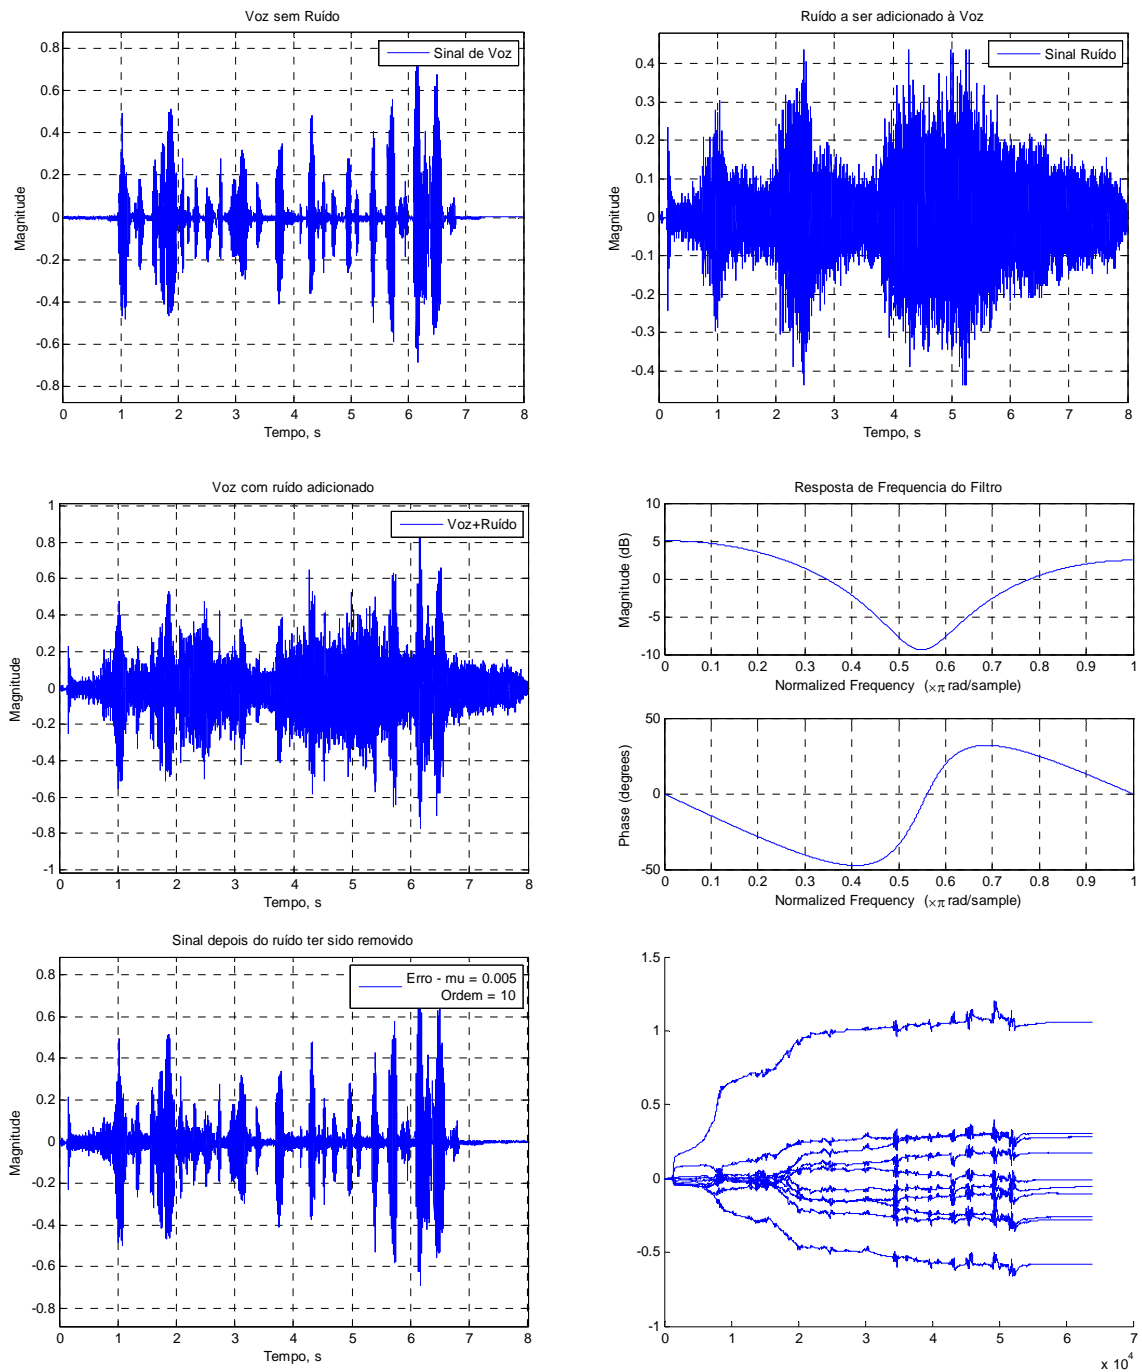 Voz sem Ruído
Sinal de Voz
Magnitude
0.8
0.6
0.4
0.2
0
-0.2
-0.4
-0.6
-0.8
0 1 2 3 4 5 6 7 8
Tempo, s
Ruído a ser adicionado à Voz
Sinal Ruído
Magnitude
0.4
0.3
0.2
0.1
0
-0.1
-0.2
-0.3
-0.4
0 1 2 3 4 5 6 7 8
Tempo, s
Voz com ruído adicionado
Voz+Ruído
Magnitude
1
0.8
0.6
0.4
0.2
0
-0.2
-0.4
-0.6
-0.8
-1
0 1 2 3 4 5 6 7 8
Tempo, s
Resposta de Frequencia do Filtro
Magnitude (dB)
10
5
0
-5
-10
0 0.1 0.2 0.3 0.4 0.5 0.6 0.7 0.8 0.9 1
Normalized Frequency (×π rad/sample)
Phase (degrees)
50
0
-50
0 0.1 0.2 0.3 0.4 0.5 0.6 0.7 0.8 0.9 1
Normalized Frequency (×π rad/sample)
Sinal depois do ruído ter sido removido
Erro - mu = 0.005
Ordem = 10
Magnitude
0.8
0.6
0.4
0.2
0
-0.2
-0.4
-0.6
-0.8
0 1 2 3 4 5 6 7 8
Tempo, s
1.5
1
0.5
0
-0.5
-1
0 1 2 3 4 5 6 7
x 10⁴